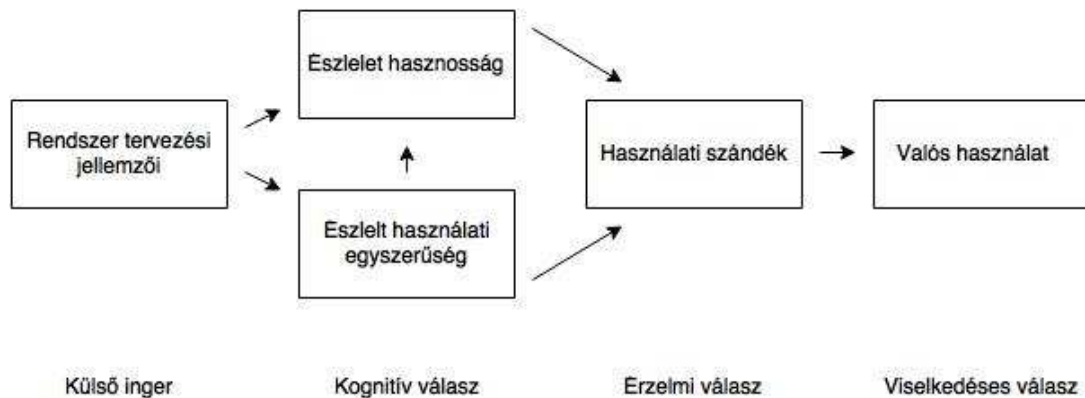 Eszlelet hasznosság
Rendszer tervezési
jellemzői
Használati szándék
Valós használat
Eszlelt használati
egyszerűség
Külső inger
Kognitív válasz
Erzelmi válasz
Viselkedéses válasz